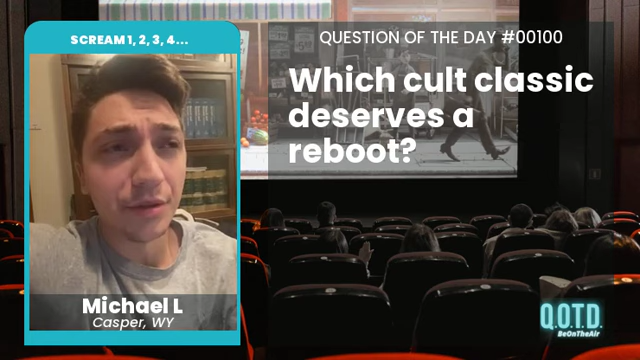 SCREAM 1, 2, 3, 4...
QUESTION OF THE DAY #00100
Which cult classic
deserves a
reboot?
Michael L
Casper, WY
Q.O.T.D.
BeOnTheAir